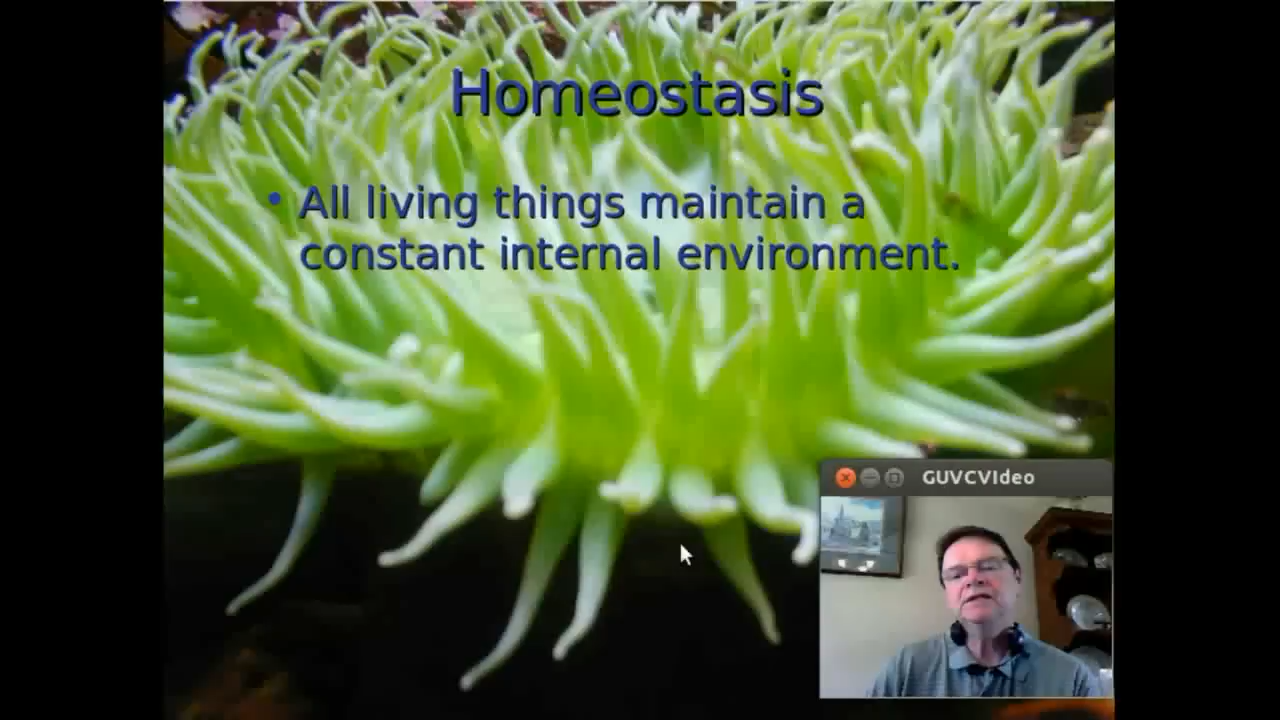 Homeostasis
• All living things maintain a
constant internal environment.
GUVCVIdeo